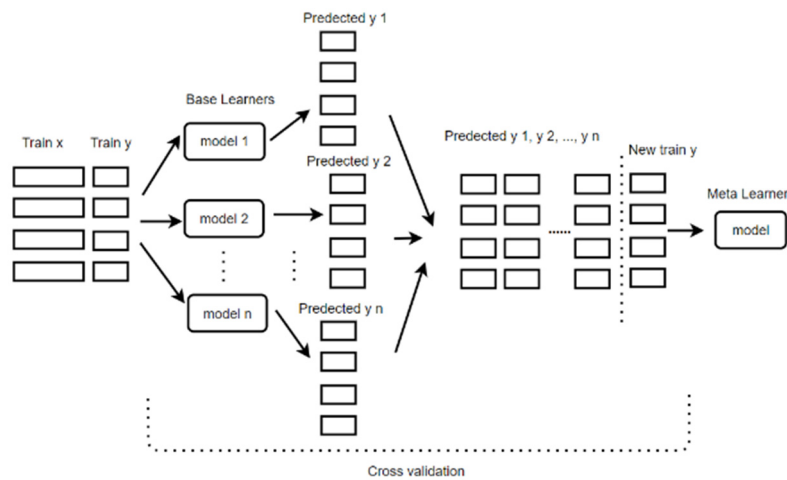 Predected y 1
Base Learners
Train x
Train y
model 1
Predected y 2
model 2
Predected y n
model n
Predected y 1, y 2, ..., y n
New train y
Meta Learner
model
Cross validation